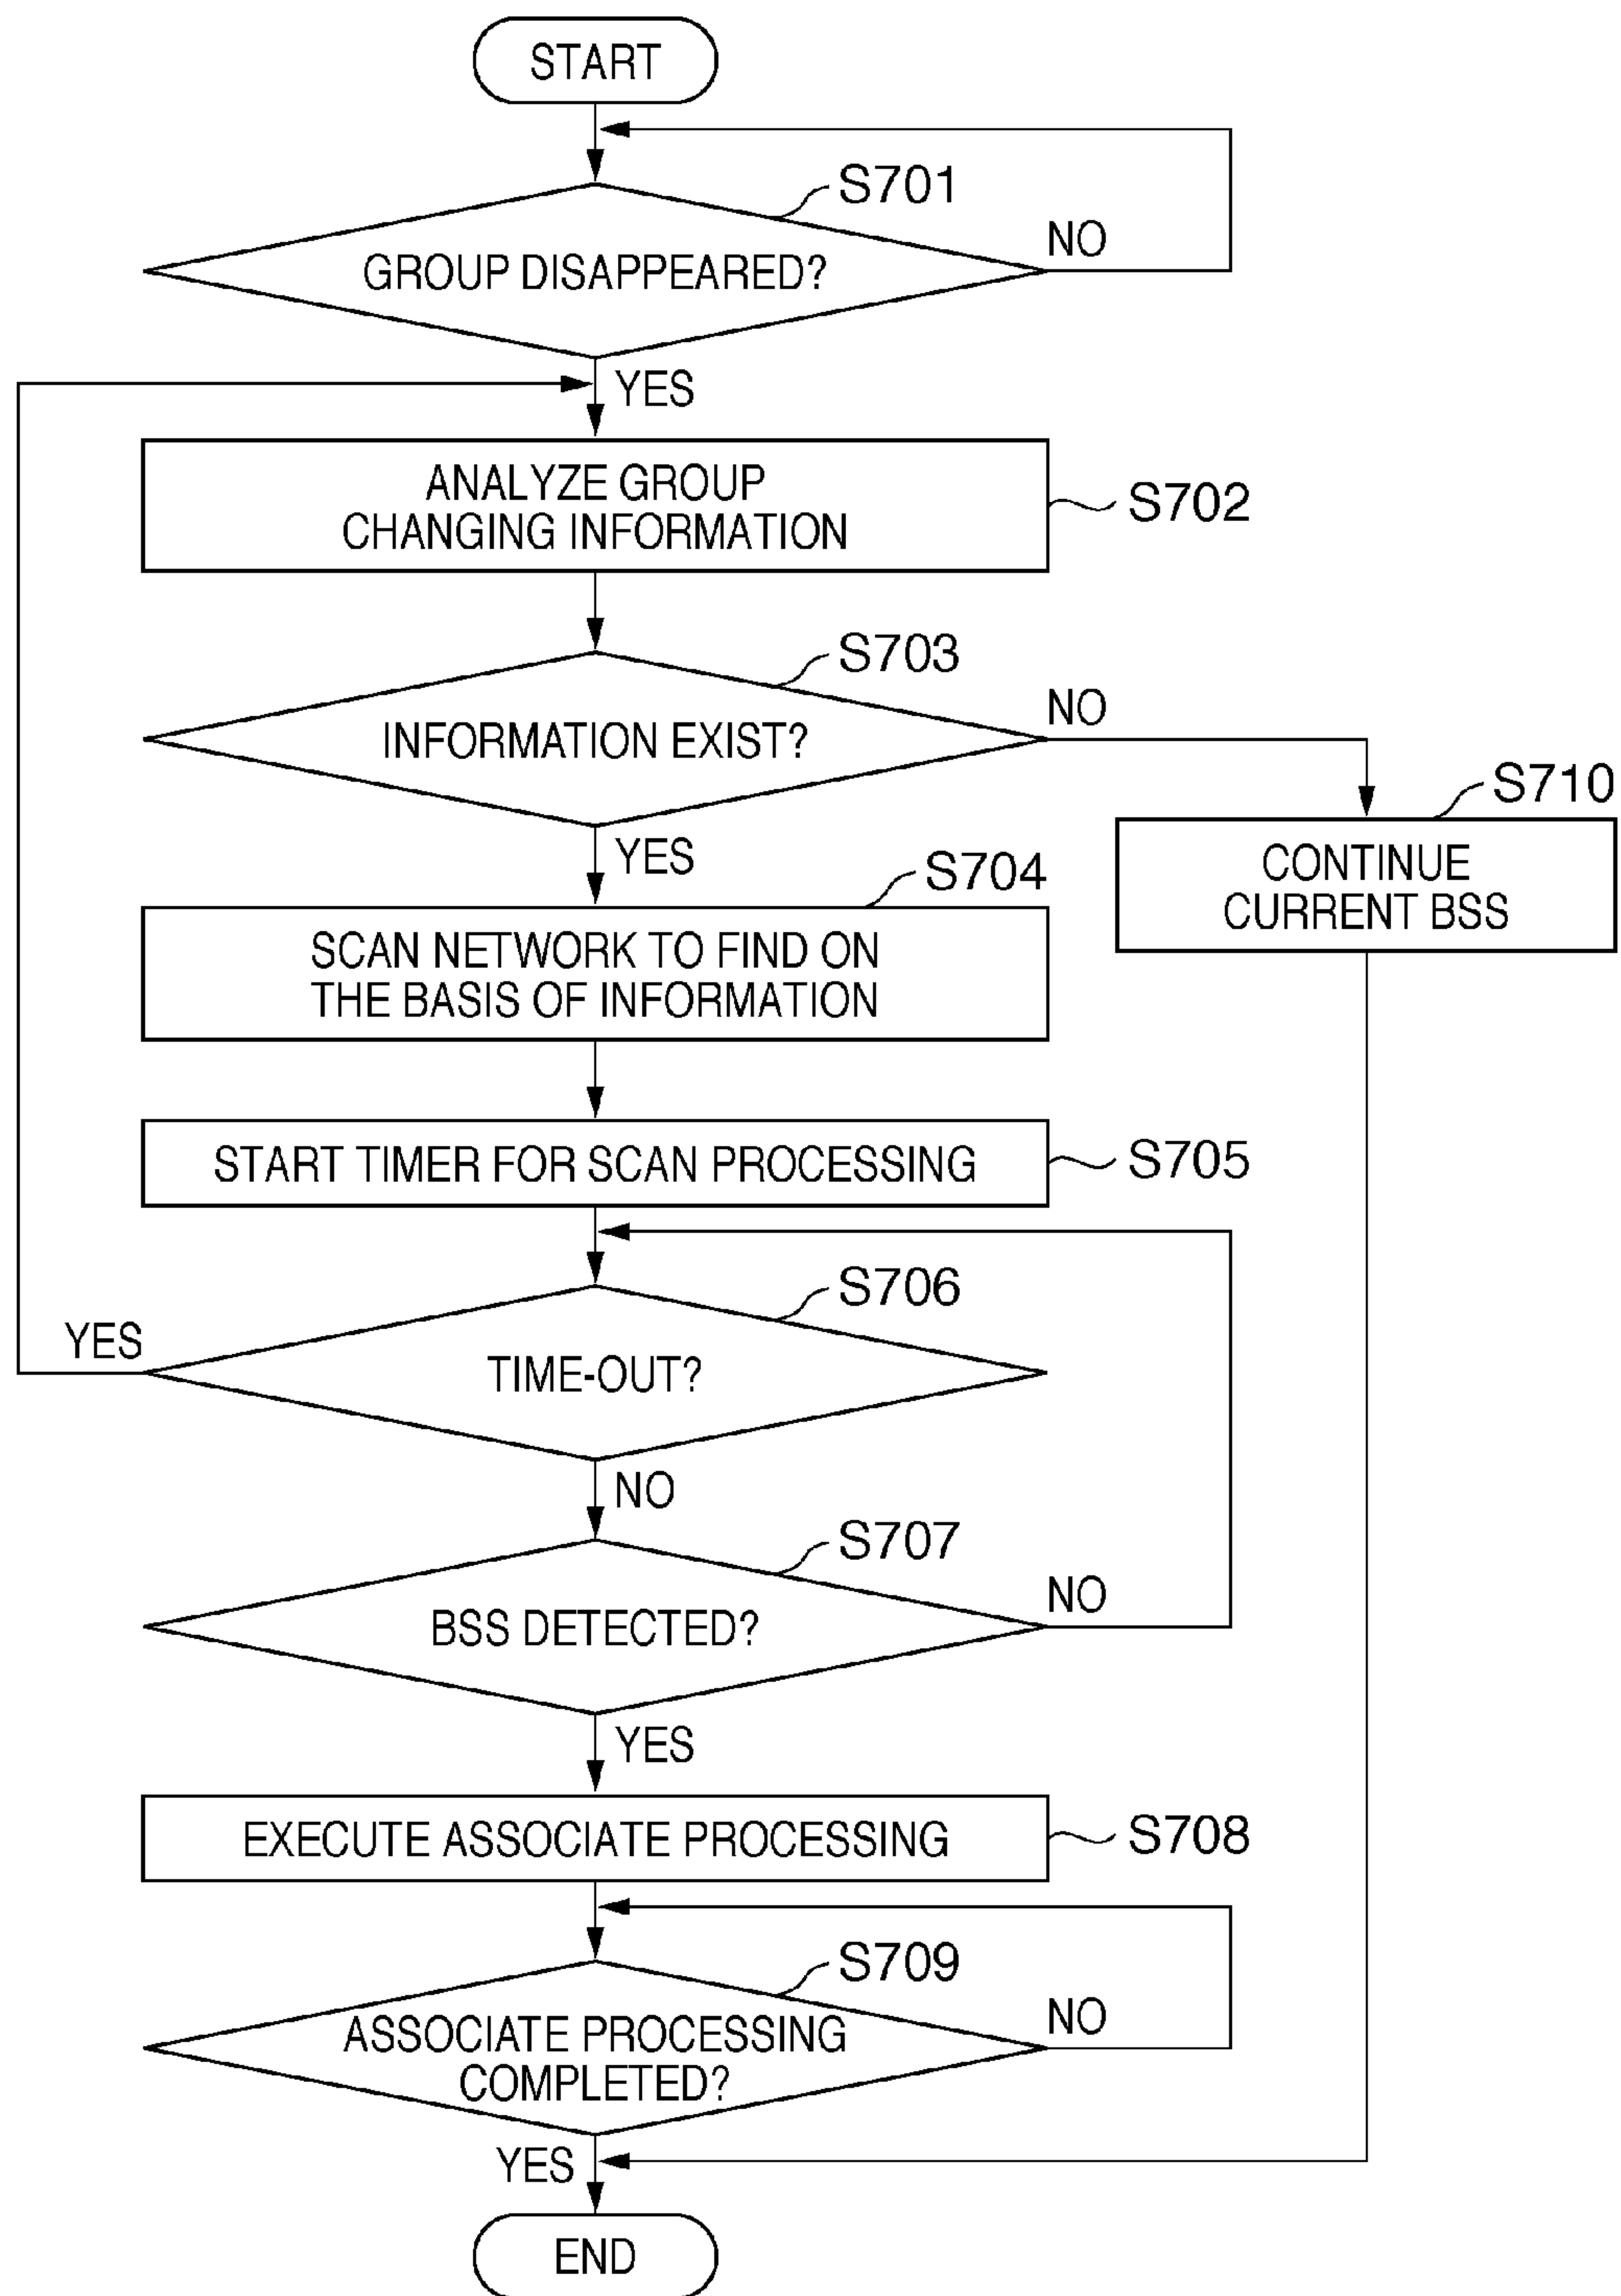 START
S701
NO
GROUP DISAPPEARED?
YES
ANALYZE GROUP
CHANGING INFORMATION
S702
S703
NO
INFORMATION EXIST?
S710
CONTINUE
CURRENT BSS
YES
S704
SCAN NETWORK TO FIND ON
THE BASIS OF INFORMATION
START TIMER FOR SCAN PROCESSING
S705
S706
YES
TIME-OUT?
NO
S707
NO
BSS DETECTED?
YES
EXECUTE ASSOCIATE PROCESSING
S708
S709
NO
ASSOCIATE PROCESSING
COMPLETED?
YES
END